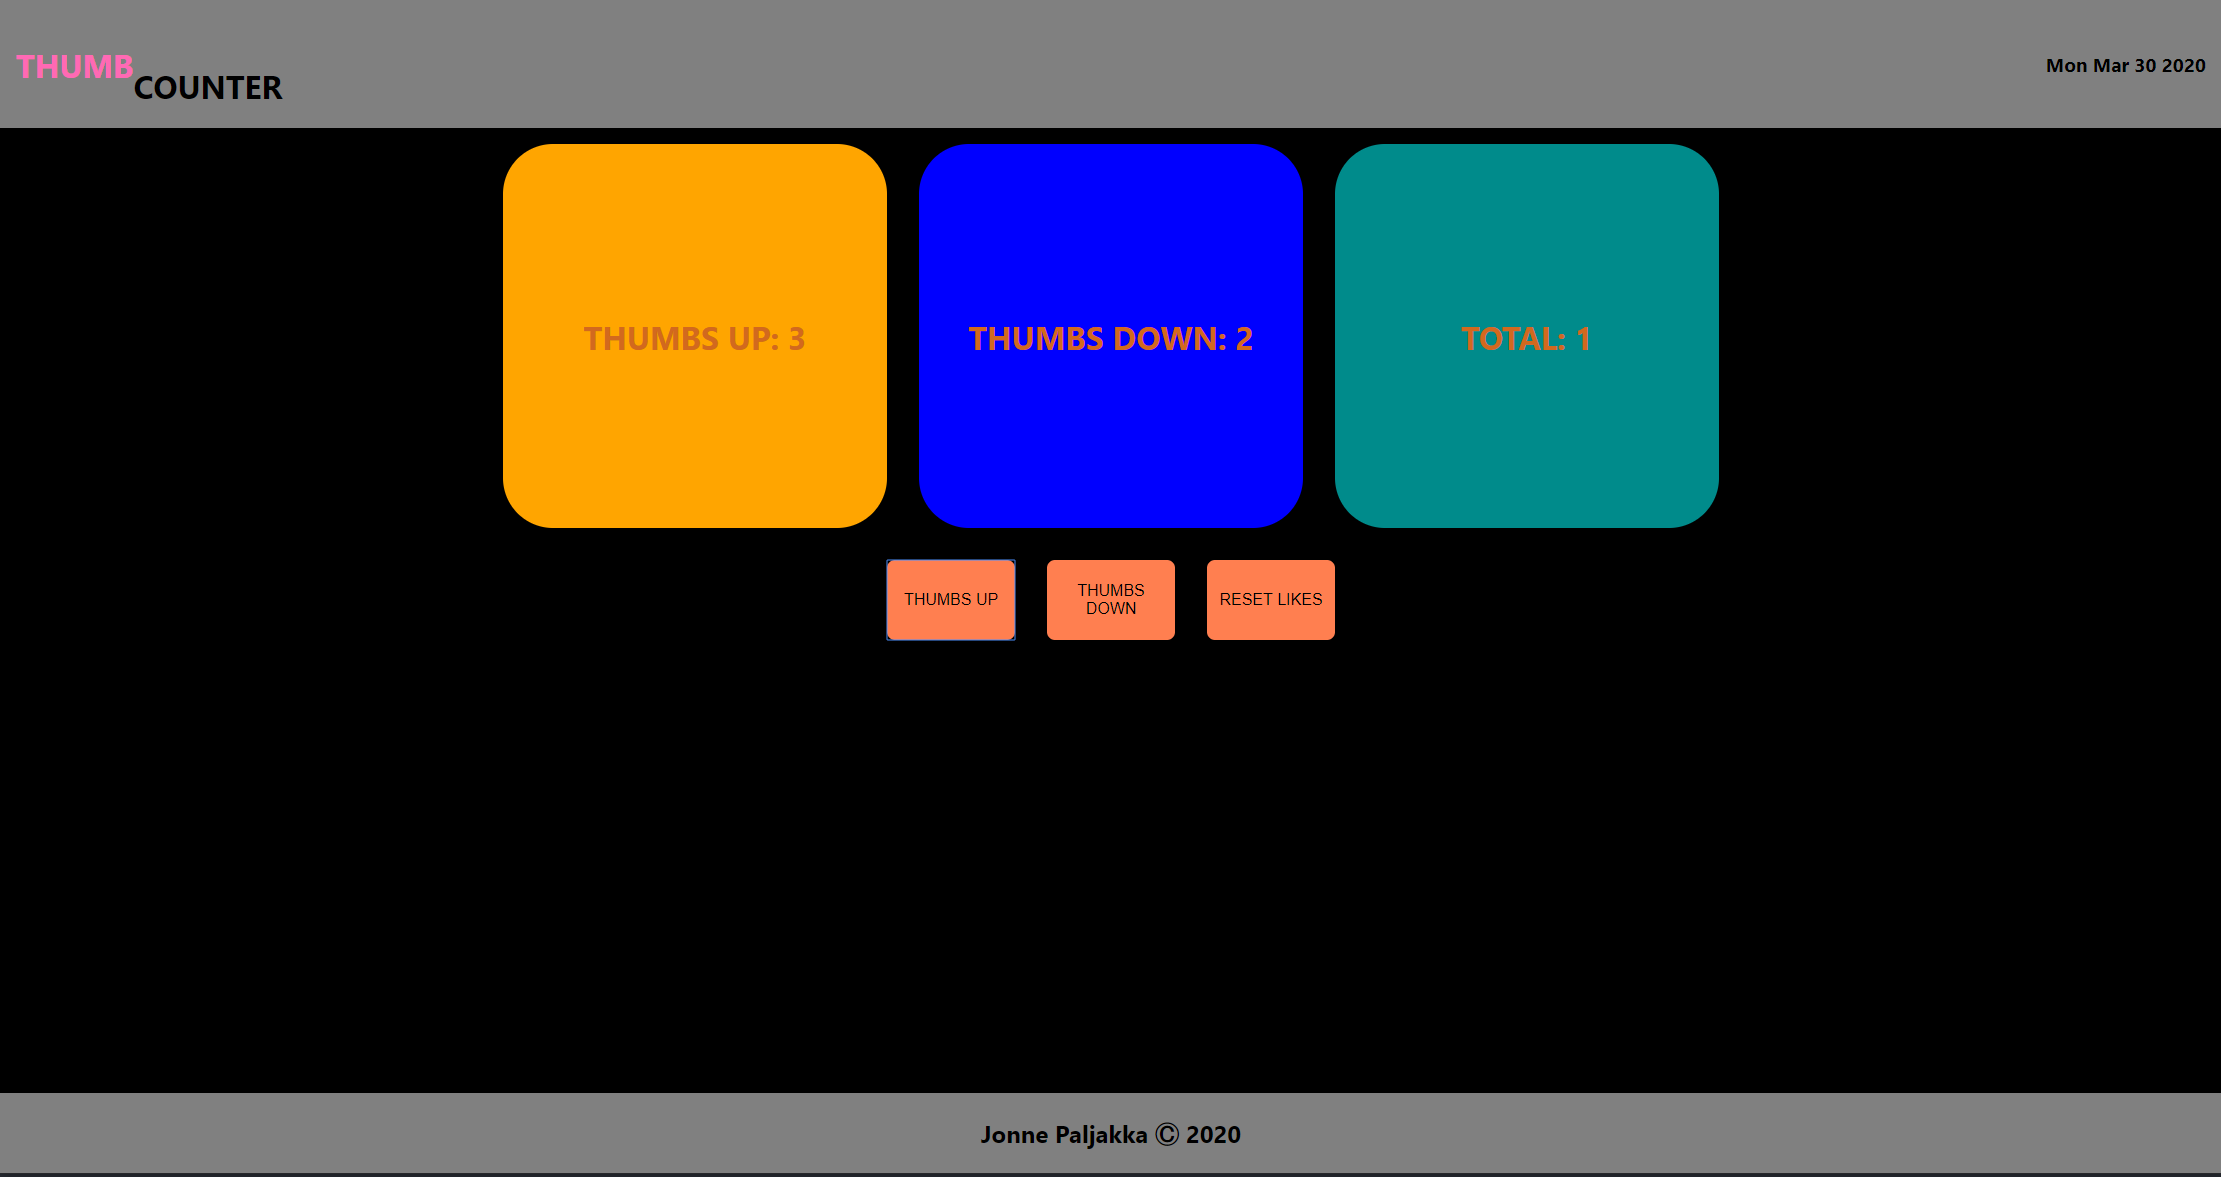 THUMB
COUNTER
Mon Mar 30 2020
THUMBS UP: 3
THUMBS DOWN: 2
TOTAL: 1
THUMBS UP
THUMBS
DOWN
RESET LIKES
Jonne Paljakka © 2020